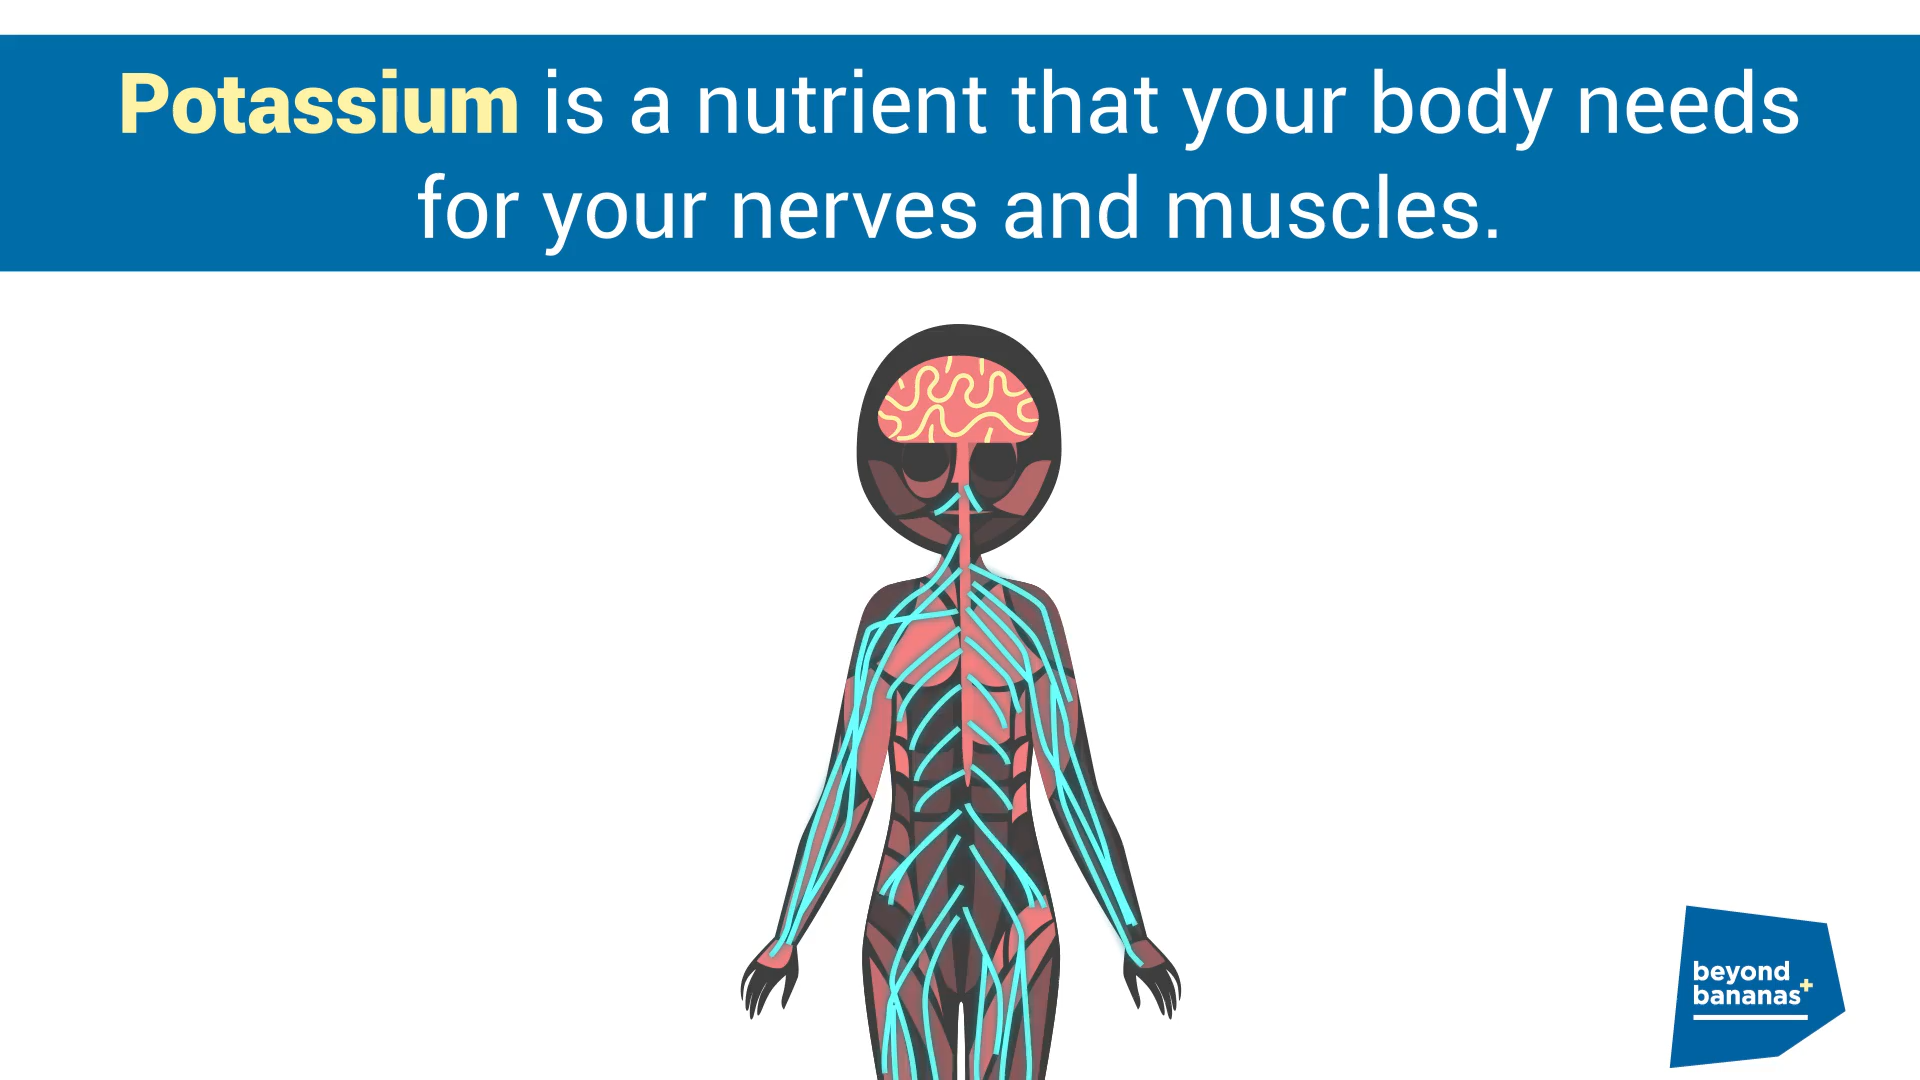 Potassium is a nutrient that your body needs
for your nerves and muscles.
beyond
bananas+